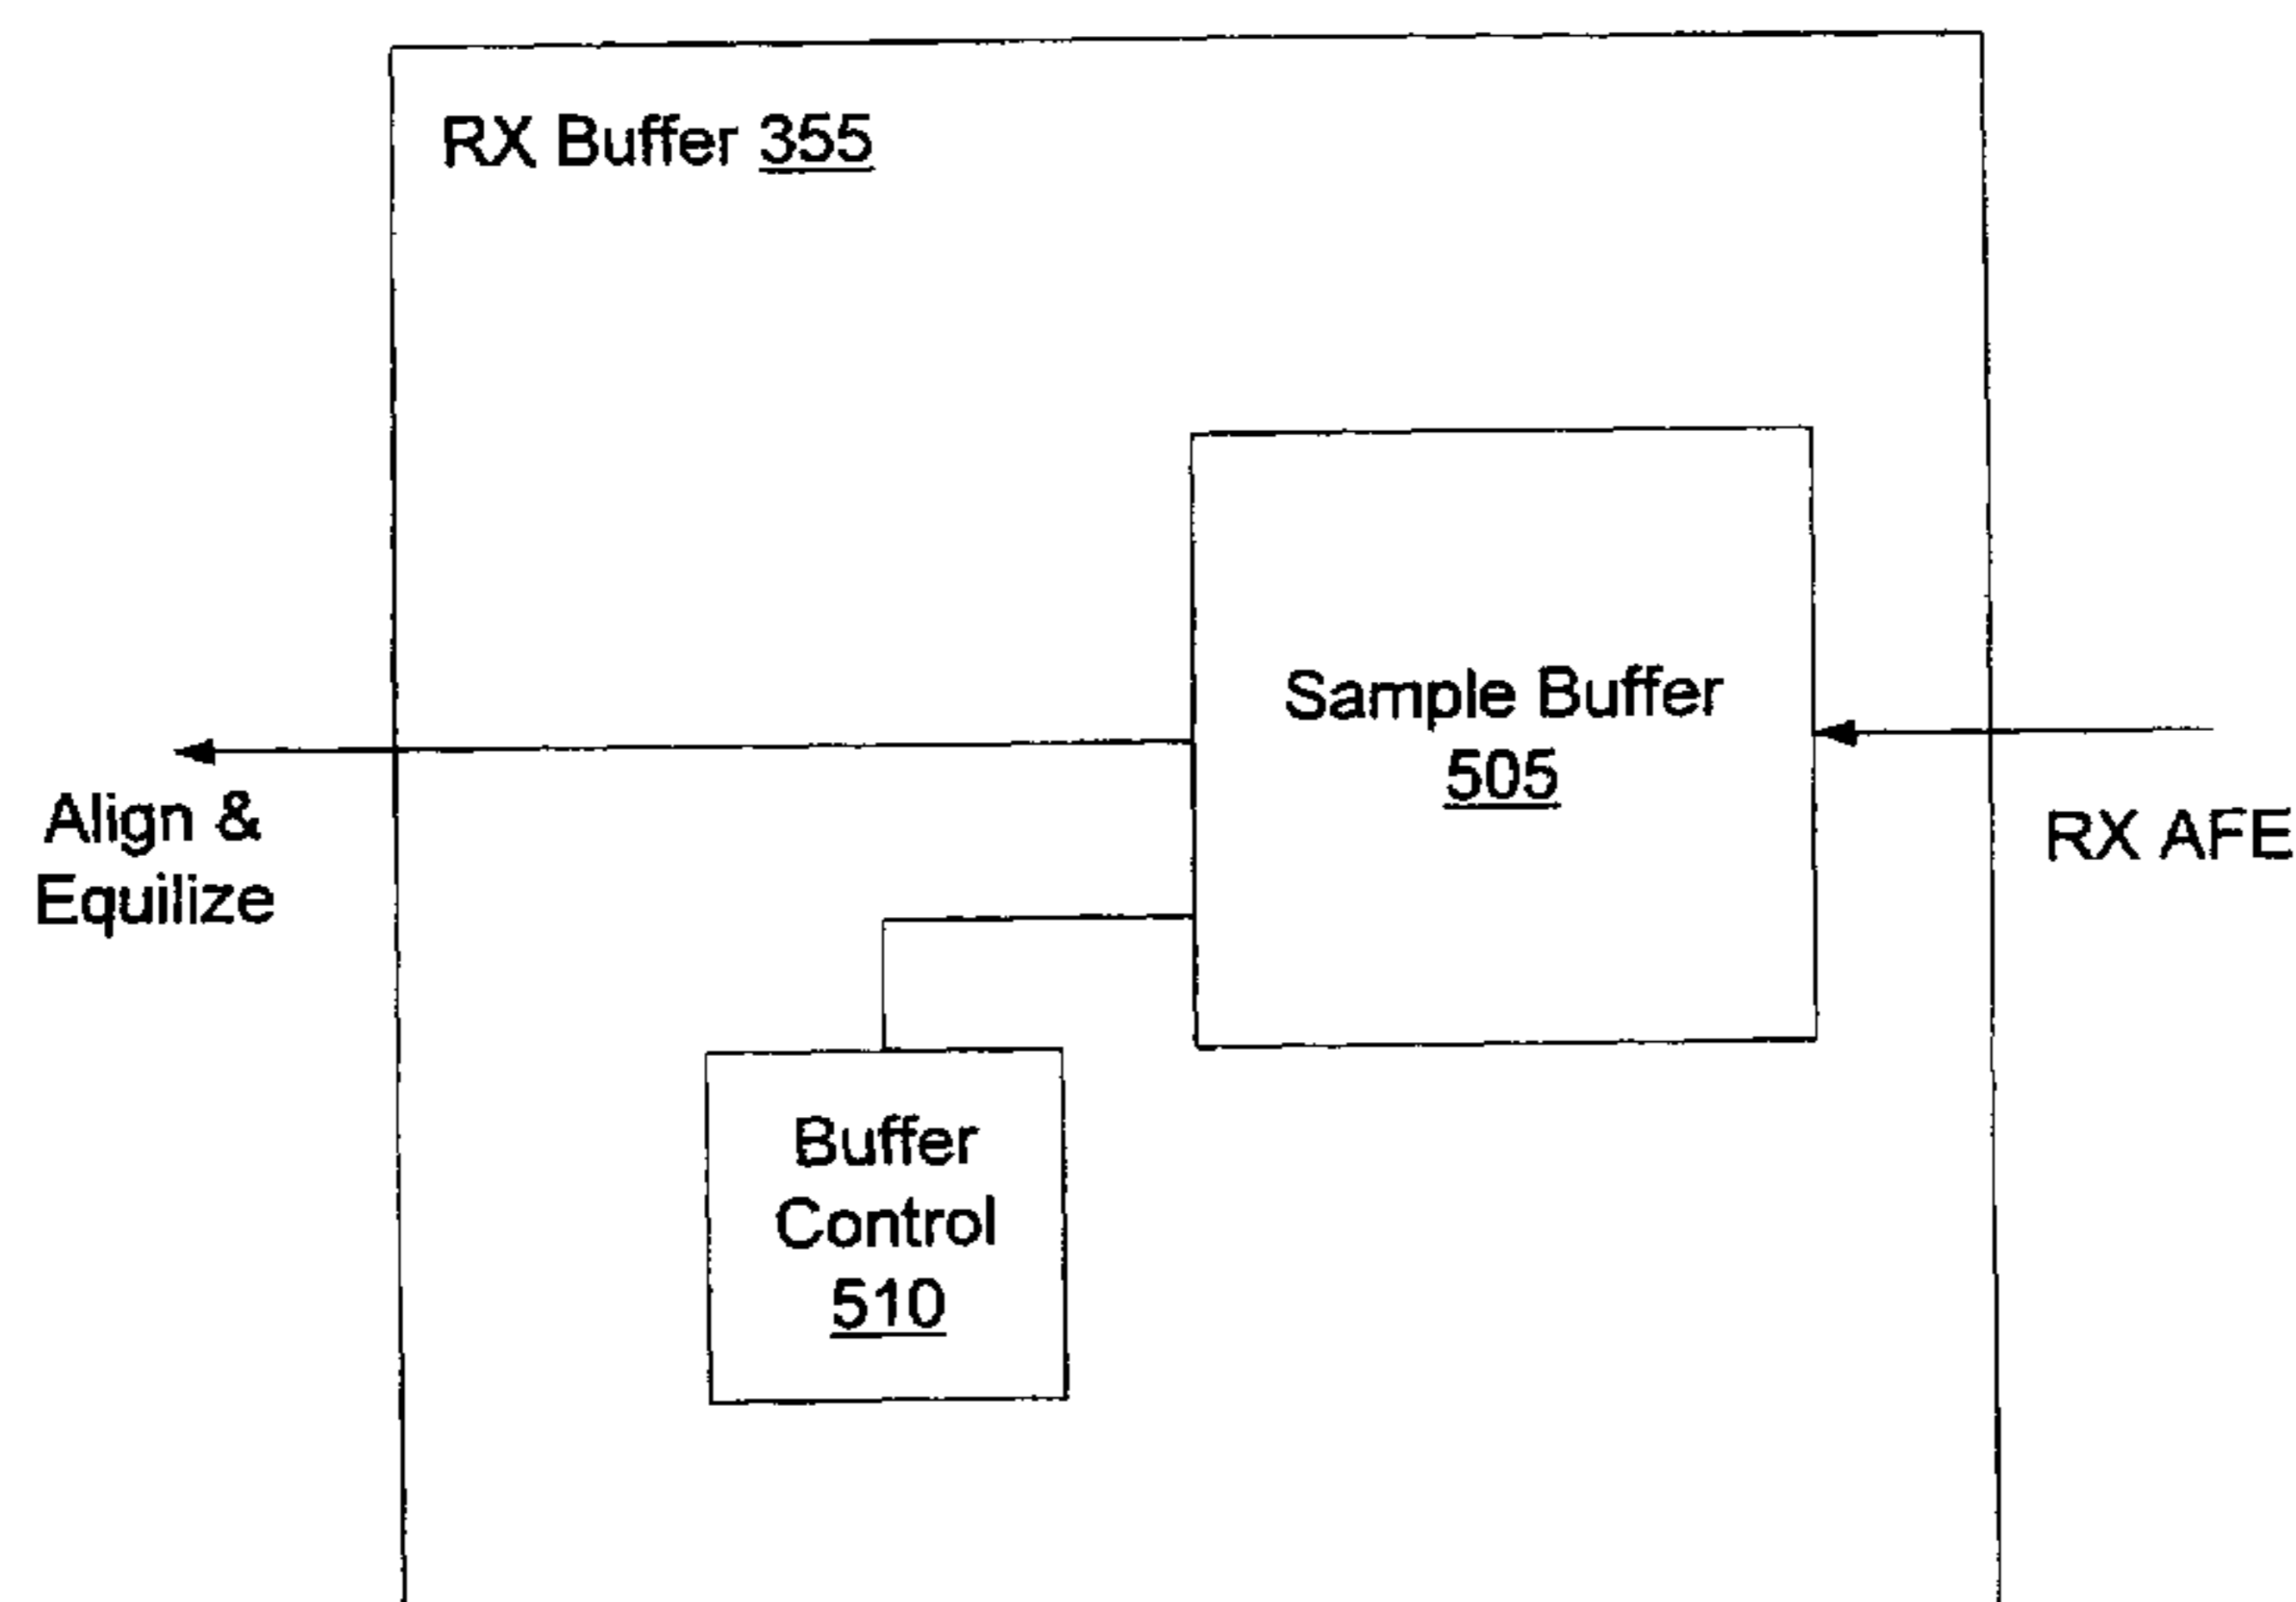 RX Buffer 355
Sample Buffer
505
Align &
Equilize
RX AFE
Buffer
Control
510